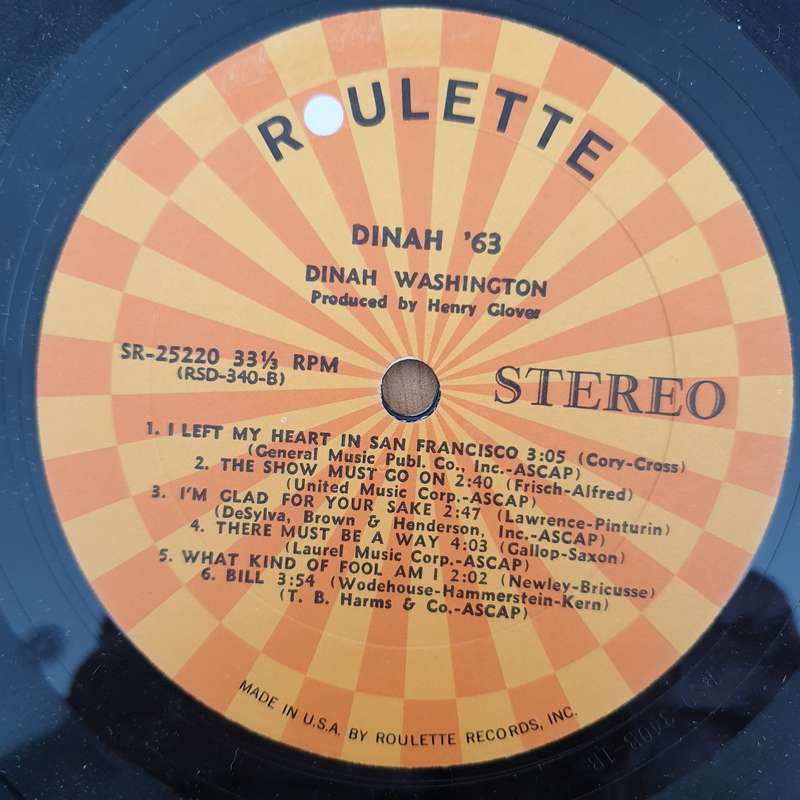 ROULETTE
DINAH '63
DINAH WASHINGTON
Produced by Henry Glover
SR-25220 33⅓ RPM
(RSD-340-B)
STEREO
1. I LEFT MY HEART IN SAN FRANCISCO 3:05 (Cory-Cross)
(General Music Publ. Co., Inc.-ASCAP)
2. THE SHOW MUST GO ON 2:40 (Frisch-Alfred)
(United Music Corp.-ASCAP)
3. I'M GLAD FOR YOUR SAKE 2:47 (Lawrence-Pinturin)
(DeSylva, Brown & Henderson, Inc.-ASCAP)
4. THERE MUST BE A WAY 4:03 (Gallop-Saxon)
(Laurel Music Corp.-ASCAP)
5. WHAT KIND OF FOOL AM I 2:02 (Newley-Bricusse)
6. BILL 3:54 (Wodehouse-Hammerstein-Kern)
(T. B. Harms & Co.-ASCAP)
MADE IN U.S.A. BY ROULETTE RECORDS, INC.